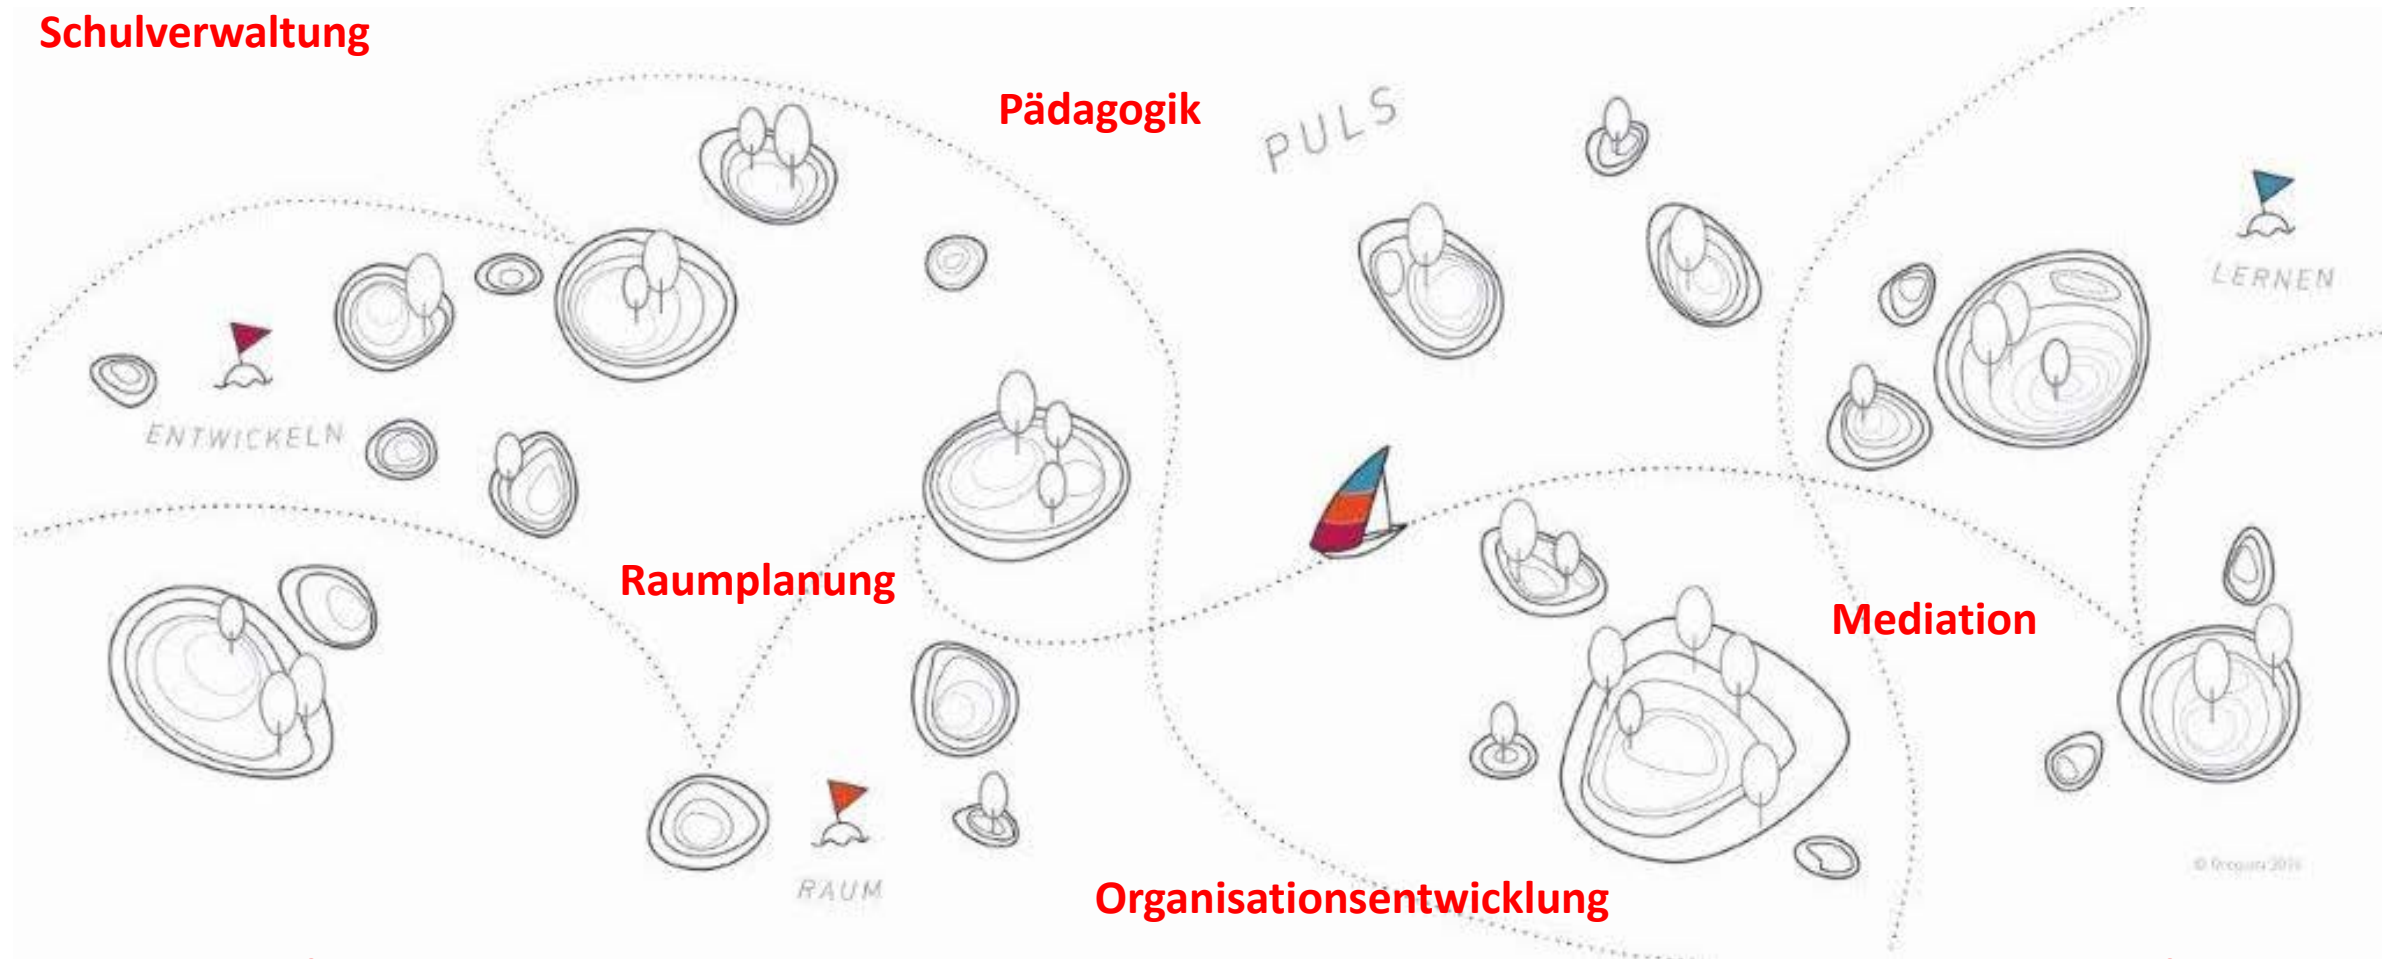 Schulverwaltung
Pädagogik
PULS
LERNEN
ENTWICKELN
Raumplanung
Mediation
RAUM
Organisationsentwicklung